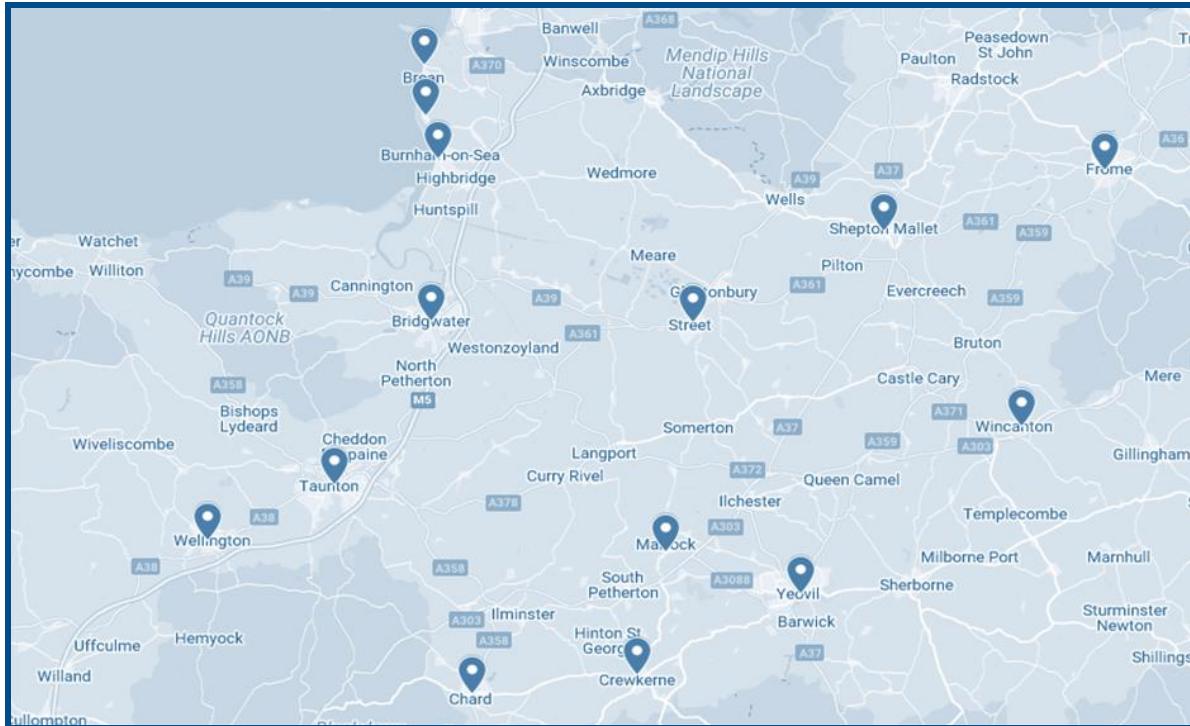 Banwell
A368
Peasedown
St John
Paulton
Radstock
Mendip Hills
National
Landscape
Winscombe
A370
Axbridge
Brean
A36
Burnham-on-Sea
Highbridge
Wedmore
A39
A37
Wells
Frome
Huntspill
Shepton Mallet
A361
A359
Watchet
Williton
Meare
Pilton
A39
A39
Cannington
A39
Glastonbury
A361
Evercreech
A359
Quantock
Hills AONB
Bridgwater
A361
Street
Westonzoyland
Bruton
North
Petherton
A358
M5
Castle Cary
Mere
Bishops
Lydeard
A371
Wiveliscombe
Cheddon
Somerton
A37
A359
Wincanton
A303
Langport
Gillingham
A372
Curry Rivel
Queen Camel
Taunton
A378
Ilchester
A38
Templecombe
Wellington
Martock
A303
A38
A358
South
Petherton
A3088
Yeovil
Milborne Port
Marnhull
Sherborne
Ilminster
A303
A358
Barwick
Sturminster
Newton
Uffculme
Hemyock
Hinton St
A37
Willand
Chard
Crewkerne